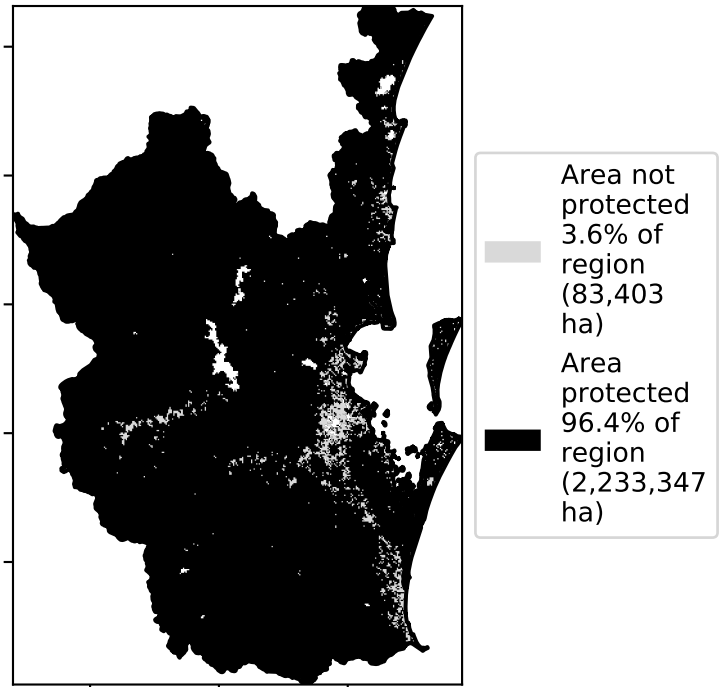 Area not
protected
3.6% of
region
(83,403
ha)
Area
protected
96.4% of
region
(2,233,347
ha)